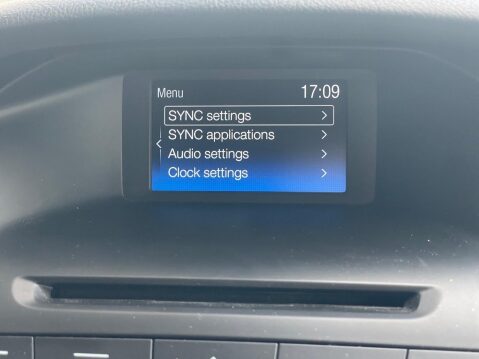 Menu 17:09
SYNC settings
SYNC applications
Audio settings
Clock settings